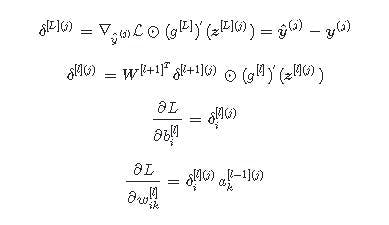 δ^{[L](j)} = ∇_{ŷ^{(j)}} ℒ ⊙ (g^{[L]})′(z^{[L](j)}) = ŷ^{(j)} − y^{(j)}
δ^{[l](j)} = W^{[l+1]^T} δ^{[l+1](j)} ⊙ (g^{[l]})′(z^{[l](j)})
∂L/∂b_i^{[l]} = δ_i^{[l](j)}
∂L/∂w_{ik}^{[l]} = δ_i^{[l](j)} a_k^{[l−1](j)}